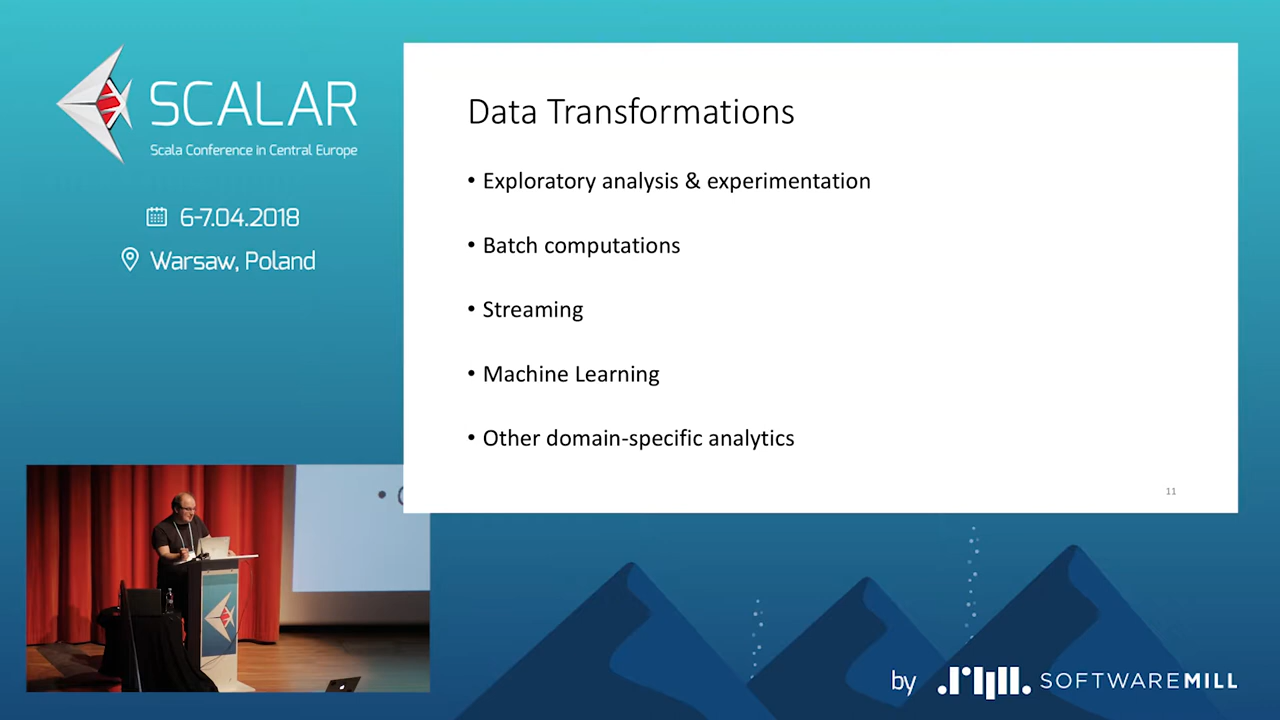 SCALAR
Scala Conference in Central Europe
6-7.04.2018
Warsaw, Poland
Data Transformations
• Exploratory analysis & experimentation
• Batch computations
• Streaming
• Machine Learning
• Other domain-specific analytics
11
by SOFTWAREMILL